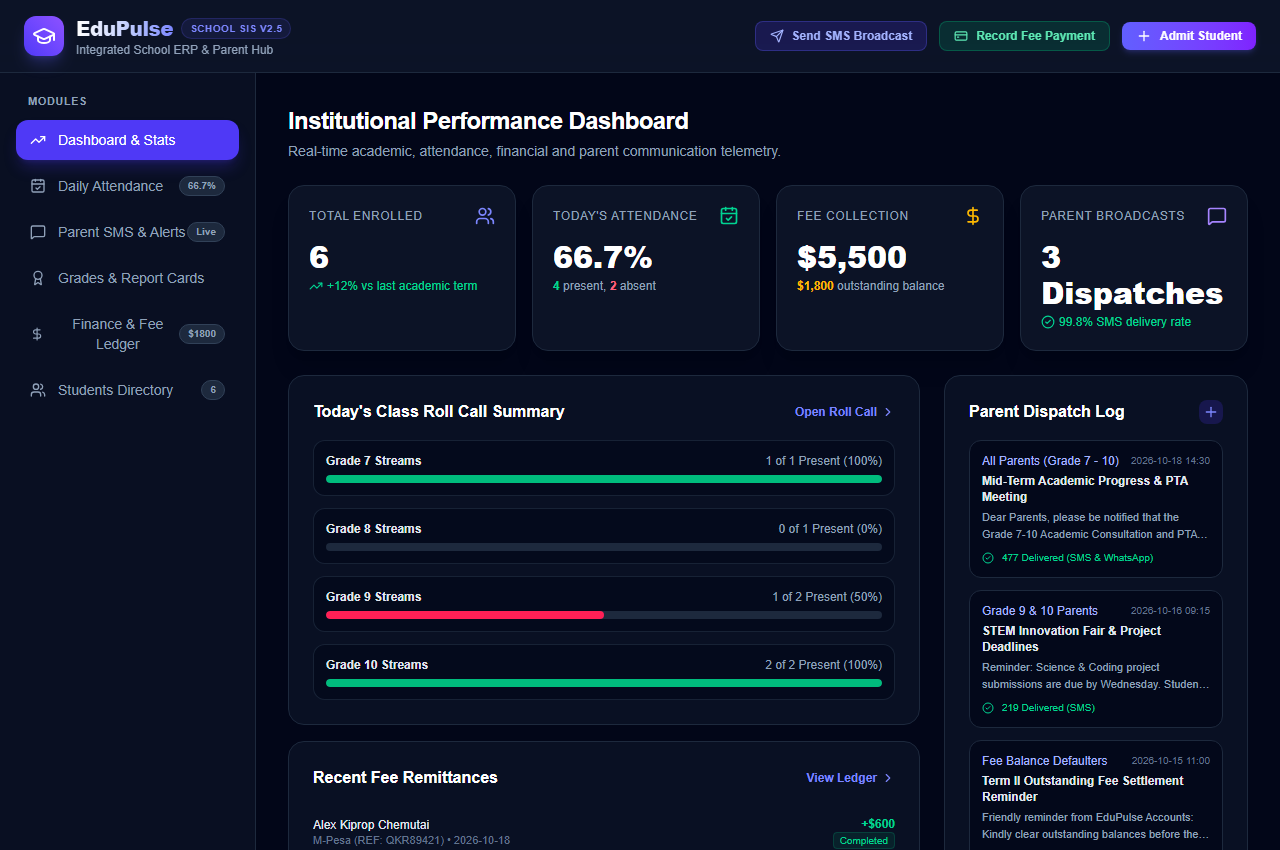 EduPulse
SCHOOL SIS V2.5
Integrated School ERP & Parent Hub
Send SMS Broadcast
Record Fee Payment
Admit Student
MODULES
Dashboard & Stats
Daily Attendance
66.7%
Parent SMS & Alerts
Live
Grades & Report Cards
Finance & Fee
Ledger
$1800
Students Directory
6
Institutional Performance Dashboard
Real-time academic, attendance, financial and parent communication telemetry.
TOTAL ENROLLED
6
+12% vs last academic term
TODAY'S ATTENDANCE
66.7%
4 present, 2 absent
FEE COLLECTION
$5,500
$1,800 outstanding balance
PARENT BROADCASTS
3
Dispatches
99.8% SMS delivery rate
Today's Class Roll Call Summary
Open Roll Call
Grade 7 Streams
1 of 1 Present (100%)
Grade 8 Streams
0 of 1 Present (0%)
Grade 9 Streams
1 of 2 Present (50%)
Grade 10 Streams
2 of 2 Present (100%)
Recent Fee Remittances
View Ledger
Alex Kiprop Chemutai
+$600
M-Pesa (REF: QKR89421) • 2026-10-18
Completed
Parent Dispatch Log
All Parents (Grade 7 - 10)
2026-10-18 14:30
Mid-Term Academic Progress & PTA
Meeting
Dear Parents, please be notified that the
Grade 7-10 Academic Consultation and PTA...
477 Delivered (SMS & WhatsApp)
Grade 9 & 10 Parents
2026-10-16 09:15
STEM Innovation Fair & Project
Deadlines
Reminder: Science & Coding project
submissions are due by Wednesday. Studen...
219 Delivered (SMS)
Fee Balance Defaulters
2026-10-15 11:00
Term II Outstanding Fee Settlement
Reminder
Friendly reminder from EduPulse Accounts:
Kindly clear outstanding balances before the...